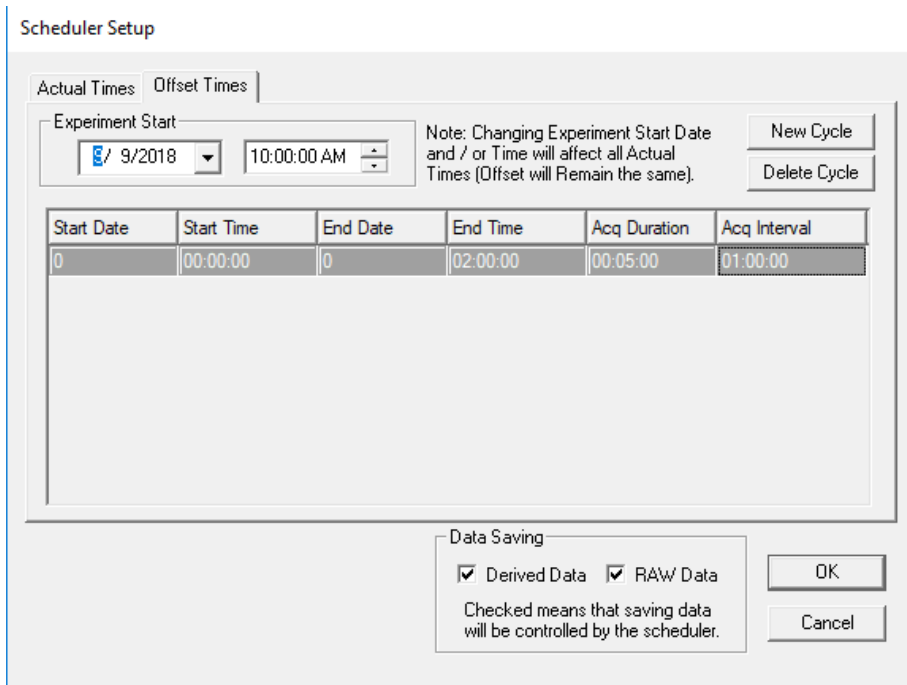 Scheduler Setup
Actual Times Offset Times
Experiment Start
9/ 9/2018 10:00:00 AM
Note: Changing Experiment Start Date
and / or Time will affect all Actual
Times (Offset will Remain the same).
New Cycle
Delete Cycle
Start Date Start Time End Date End Time Acq Duration Acq Interval
0 00:00:00 0 02:00:00 00:05:00 01:00:00
Data Saving
Derived Data RAW Data
Checked means that saving data
will be controlled by the scheduler.
OK
Cancel